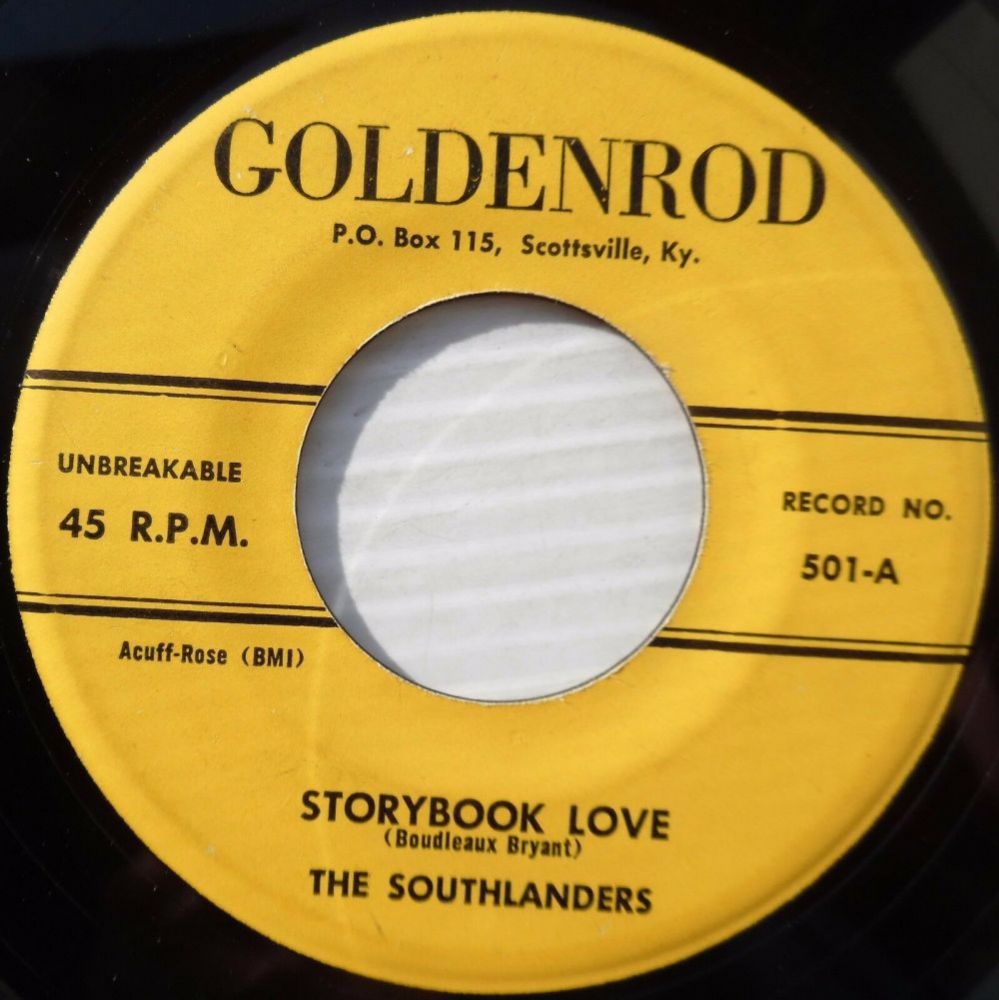 GOLDENROD
P.O. Box 115, Scottsville, Ky.
UNBREAKABLE
45 R.P.M.
RECORD NO.
501-A
Acuff-Rose (BMI)
STORYBOOK LOVE
(Boudleaux Bryant)
THE SOUTHLANDERS